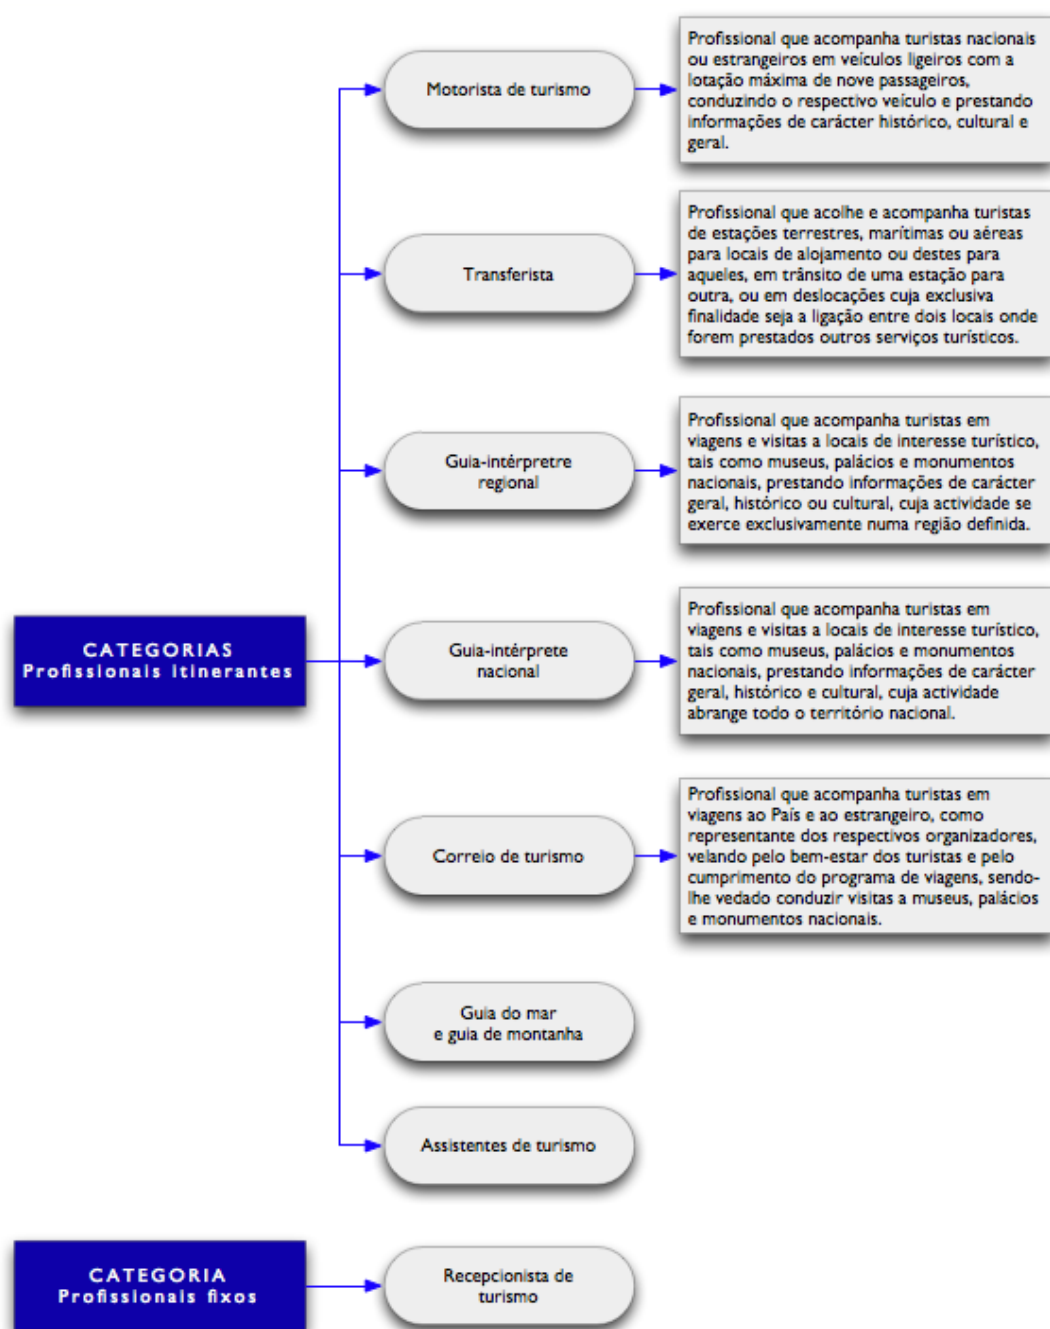 Motorista de turismo
Profissional que acompanha turistas nacionais
ou estrangeiros em veículos ligeiros com a
lotação máxima de nove passageiros,
conduzindo o respectivo veículo e prestando
informações de carácter histórico, cultural e
geral.
Transferista
Profissional que acolhe e acompanha turistas
de estações terrestres, marítimas ou aéreas
para locais de alojamento ou destes para
aqueles, em trânsito de uma estação para
outra, ou em deslocações cuja exclusiva
finalidade seja a ligação entre dois locais onde
forem prestados outros serviços turísticos.
Guia-intérpretre
regional
Profissional que acompanha turistas em
viagens e visitas a locais de interesse turístico,
tais como museus, palácios e monumentos
nacionais, prestando informações de carácter
geral, histórico ou cultural, cuja actividade se
exerce exclusivamente numa região definida.
CATEGORIAS
Profissionais itinerantes
Guia-intérprete
nacional
Profissional que acompanha turistas em
viagens e visitas a locais de interesse turístico,
tais como museus, palácios e monumentos
nacionais, prestando informações de carácter
geral, histórico e cultural, cuja actividade
abrange todo o território nacional.
Correio de turismo
Profissional que acompanha turistas em
viagens ao País e ao estrangeiro, como
representante dos respectivos organizadores,
velando pelo bem-estar dos turistas e pelo
cumprimento do programa de viagens, sendo-
lhe vedado conduzir visitas a museus, palácios
e monumentos nacionais.
Guia do mar
e guia de montanha
Assistentes de turismo
CATEGORIA
Profissionais fixos
Recepcionista de
turismo